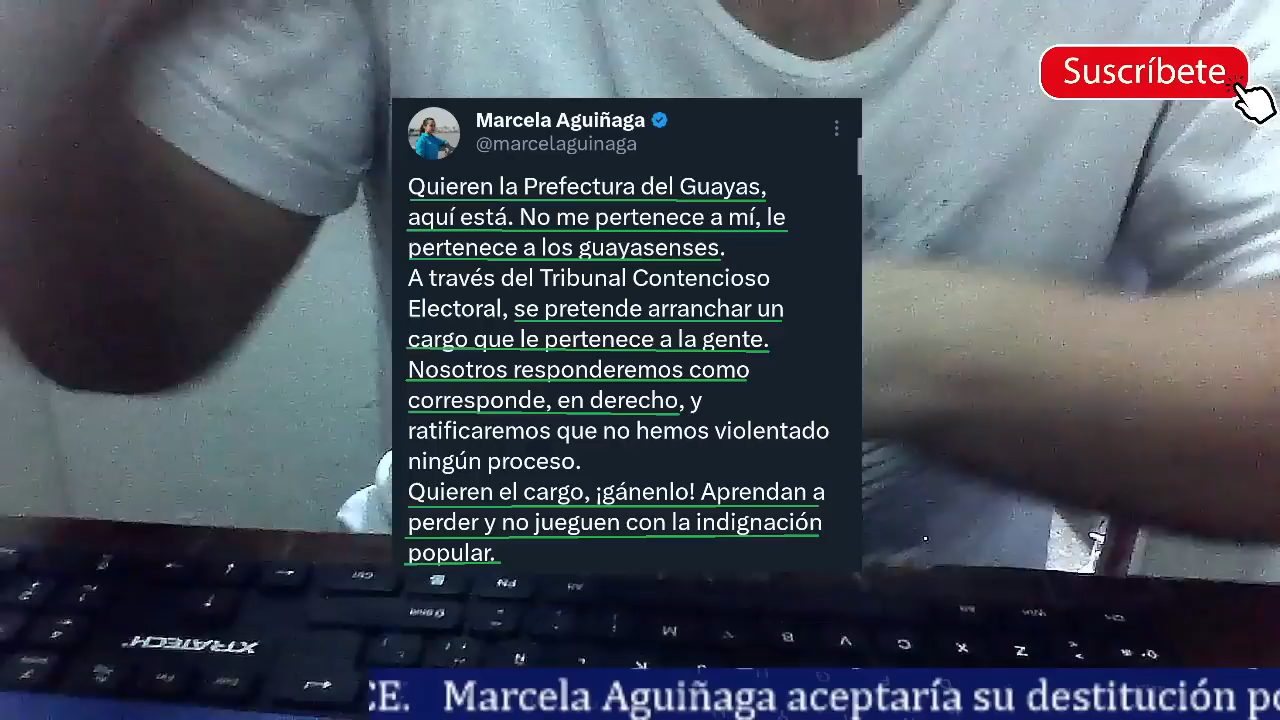 Suscríbete
Marcela Aguiñaga
@marcelaguinaga
Quieren la Prefectura del Guayas,
aquí está. No me pertenece a mí, le
pertenece a los guayasenses.
A través del Tribunal Contencioso
Electoral, se pretende arranchar un
cargo que le pertenece a la gente.
Nosotros responderemos como
corresponde, en derecho, y
ratificaremos que no hemos violentado
ningún proceso.
Quieren el cargo, ¡gánenlo! Aprendan a
perder y no jueguen con la indignación
popular.
XTRATECH
CE. Marcela Aguiñaga aceptaría su destitución po